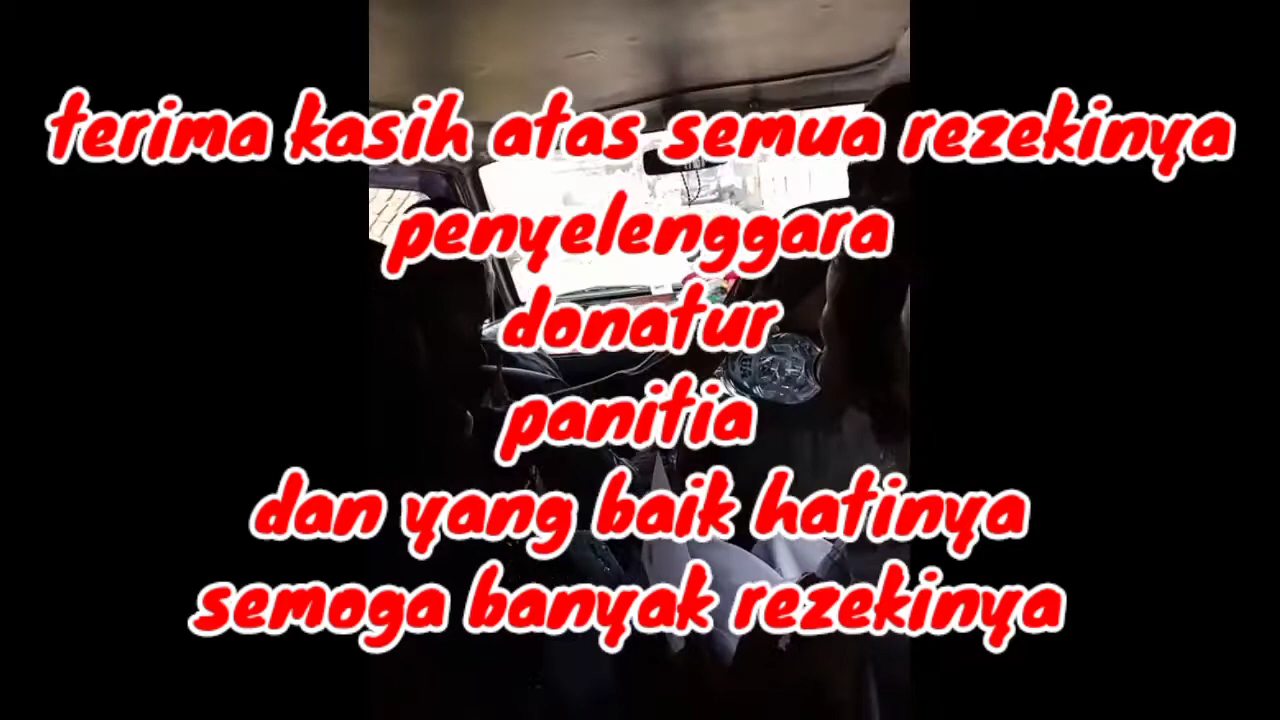 terima kasih atas semua rezekinya
penyelenggara
donatur
panitia
dan yang baik hatinya
semoga banyak rezekinya